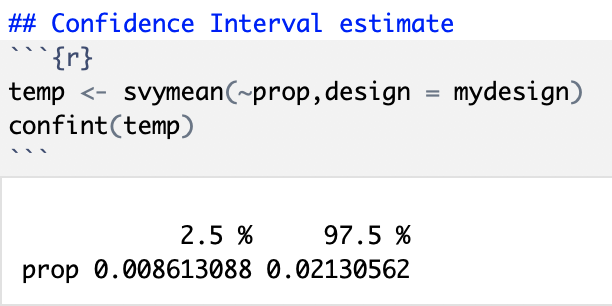 ## Confidence Interval estimate
```{r}
temp <- svymean(~prop,design = mydesign)
confint(temp)
```
2.5 % 97.5 %
prop 0.008613088 0.02130562